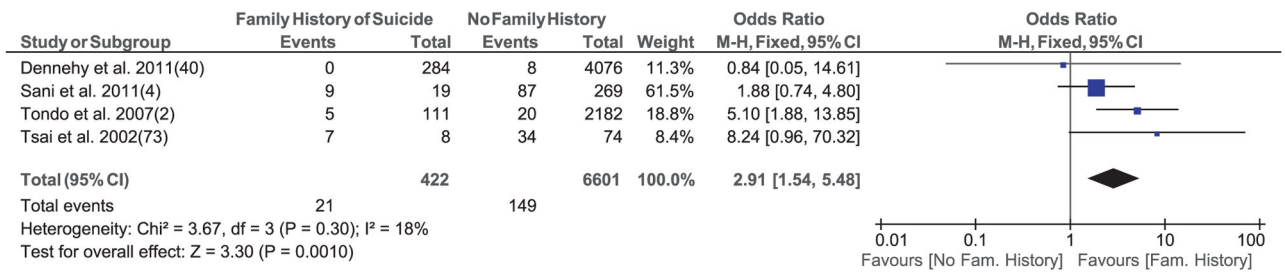 Family History of Suicide No Family History Odds Ratio Odds Ratio
Study or Subgroup Events Total Events Total Weight M-H, Fixed, 95% CI M-H, Fixed, 95% CI
Dennehy et al. 2011(40) 0 284 8 4076 11.3% 0.84 [0.05, 14.61]
Sani et al. 2011(4) 9 19 87 269 61.5% 1.88 [0.74, 4.80]
Tondo et al. 2007(2) 5 111 20 2182 18.8% 5.10 [1.88, 13.85]
Tsai et al. 2002(73) 7 8 34 74 8.4% 8.24 [0.96, 70.32]
Total (95% CI) 422 6601 100.0% 2.91 [1.54, 5.48]
Total events 21 149
Heterogeneity: Chi² = 3.67, df = 3 (P = 0.30); I² = 18%
Test for overall effect: Z = 3.30 (P = 0.0010)
0.01 0.1 1 10 100
Favours [No Fam. History] Favours [Fam. History]